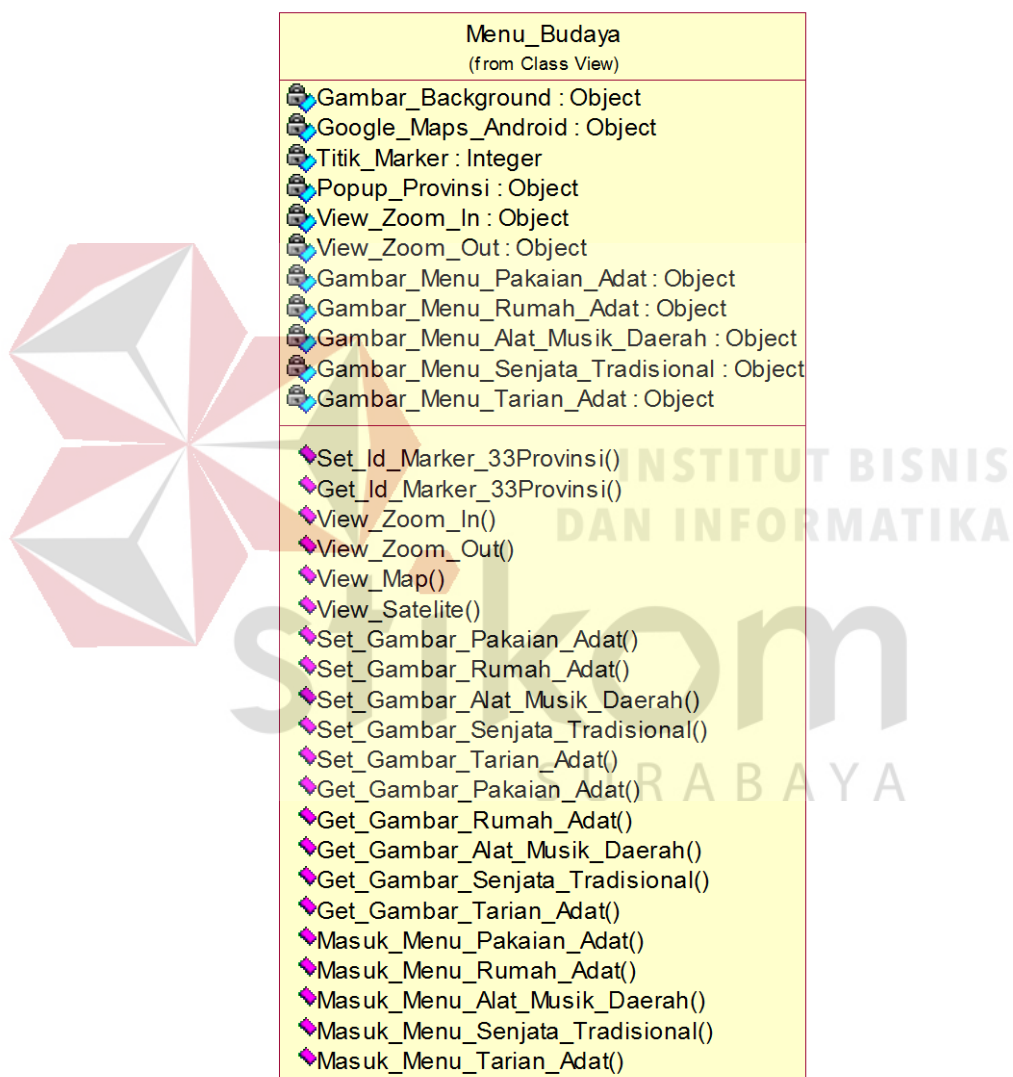 Menu_Budaya
(from Class View)
Gambar_Background : Object
Google_Maps_Android : Object
Titik_Marker : Integer
Popup_Provinsi : Object
View_Zoom_In : Object
View_Zoom_Out : Object
Gambar_Menu_Pakaian_Adat : Object
Gambar_Menu_Rumah_Adat : Object
Gambar_Menu_Alat_Musik_Daerah : Object
Gambar_Menu_Senjata_Tradisional : Object
Gambar_Menu_Tarian_Adat : Object
Set_Id_Marker_33Provinsi()
Get_Id_Marker_33Provinsi()
View_Zoom_In()
View_Zoom_Out()
View_Map()
View_Satelite()
Set_Gambar_Pakaian_Adat()
Set_Gambar_Rumah_Adat()
Set_Gambar_Alat_Musik_Daerah()
Set_Gambar_Senjata_Tradisional()
Set_Gambar_Tarian_Adat()
Get_Gambar_Pakaian_Adat()
Get_Gambar_Rumah_Adat()
Get_Gambar_Alat_Musik_Daerah()
Get_Gambar_Senjata_Tradisional()
Get_Gambar_Tarian_Adat()
Masuk_Menu_Pakaian_Adat()
Masuk_Menu_Rumah_Adat()
Masuk_Menu_Alat_Musik_Daerah()
Masuk_Menu_Senjata_Tradisional()
Masuk_Menu_Tarian_Adat()
INSTITUT BISNIS
DAN INFORMATIKA
stikom
SURABAYA